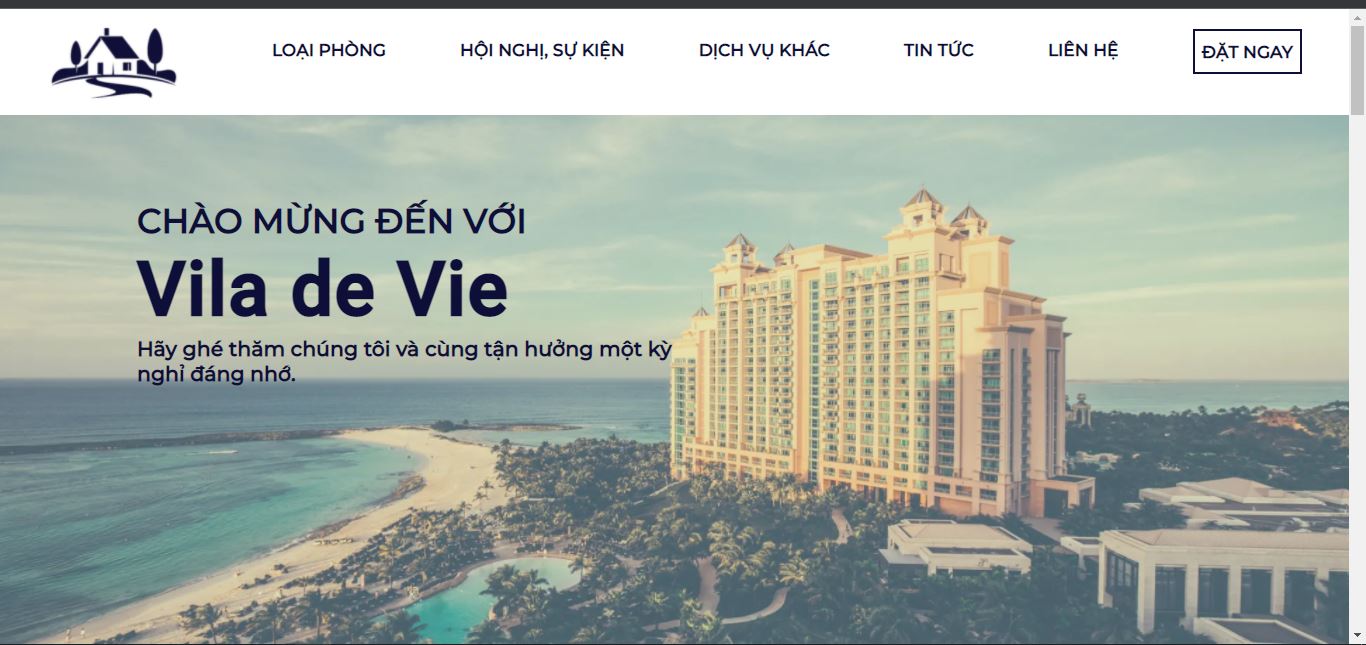 LOẠI PHÒNG
HỘI NGHỊ, SỰ KIỆN
DỊCH VỤ KHÁC
TIN TỨC
LIÊN HỆ
ĐẶT NGAY
CHÀO MỪNG ĐẾN VỚI
Vila de Vie
Hãy ghé thăm chúng tôi và cùng tận hưởng một kỳ
nghỉ đáng nhớ.